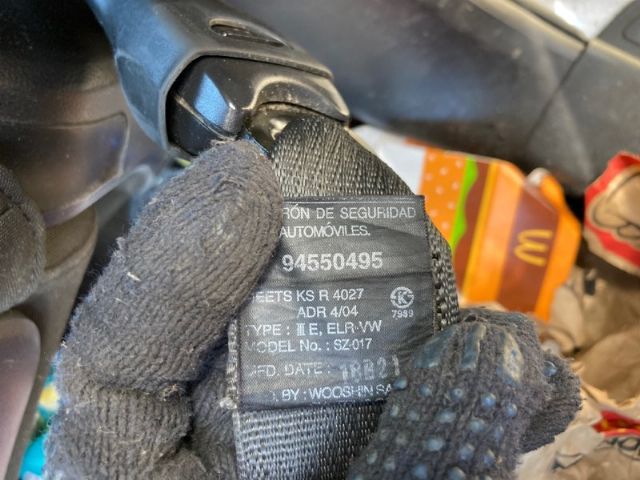 RÓN DE SEGURIDAD
AUTOMÓVILES.
94550495
EETS KS R 4027
ADR 4/04
7989
TYPE : III E, ELR-VW
MODEL No. : SZ-017
FD. DATE :
. BY : WOOSHIN SA